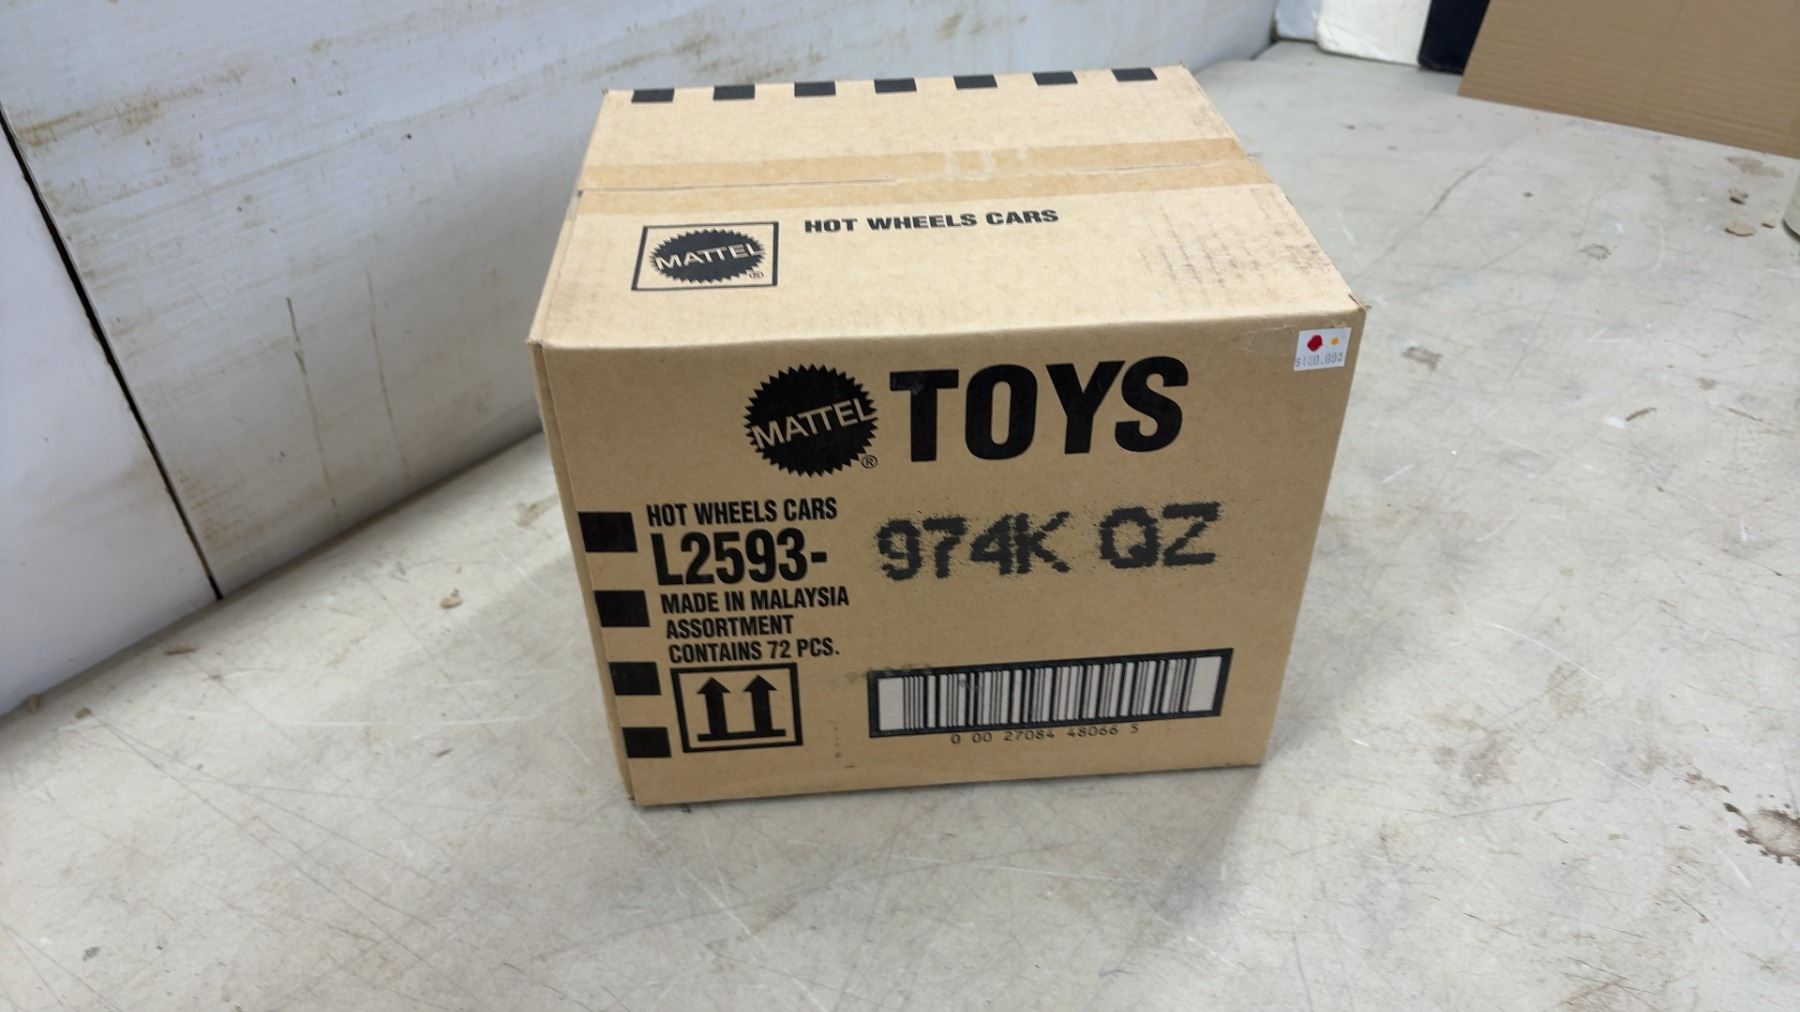 MATTEL
®
HOT WHEELS CARS
MATTEL ® TOYS
HOT WHEELS CARS
L2593- 974K QZ
MADE IN MALAYSIA
ASSORTMENT
CONTAINS 72 PCS.
0 00 27084 48066 5